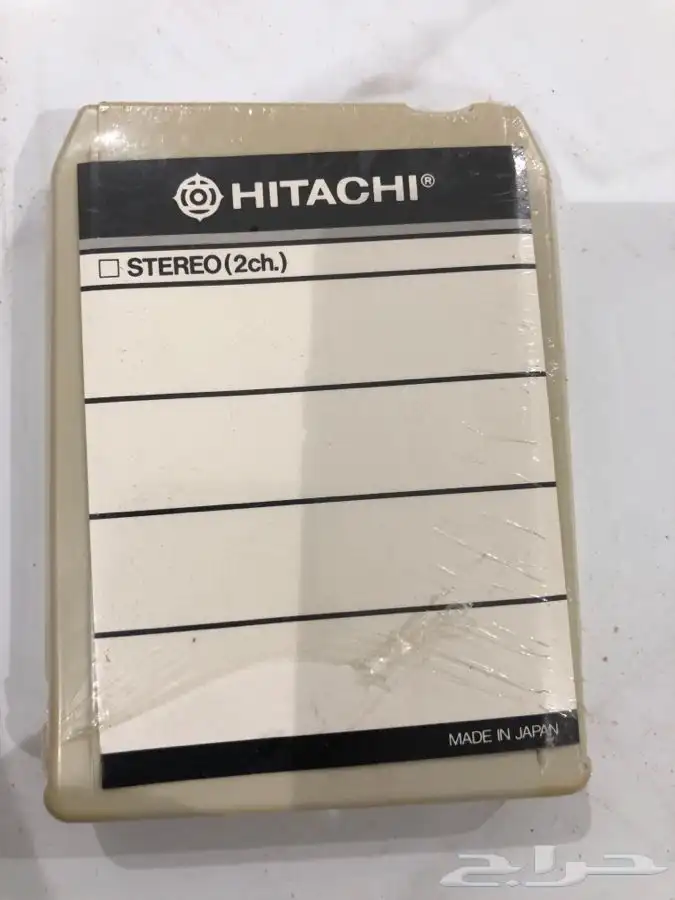 HITACHI®
STEREO(2ch.)
MADE IN JAPAN
حراج